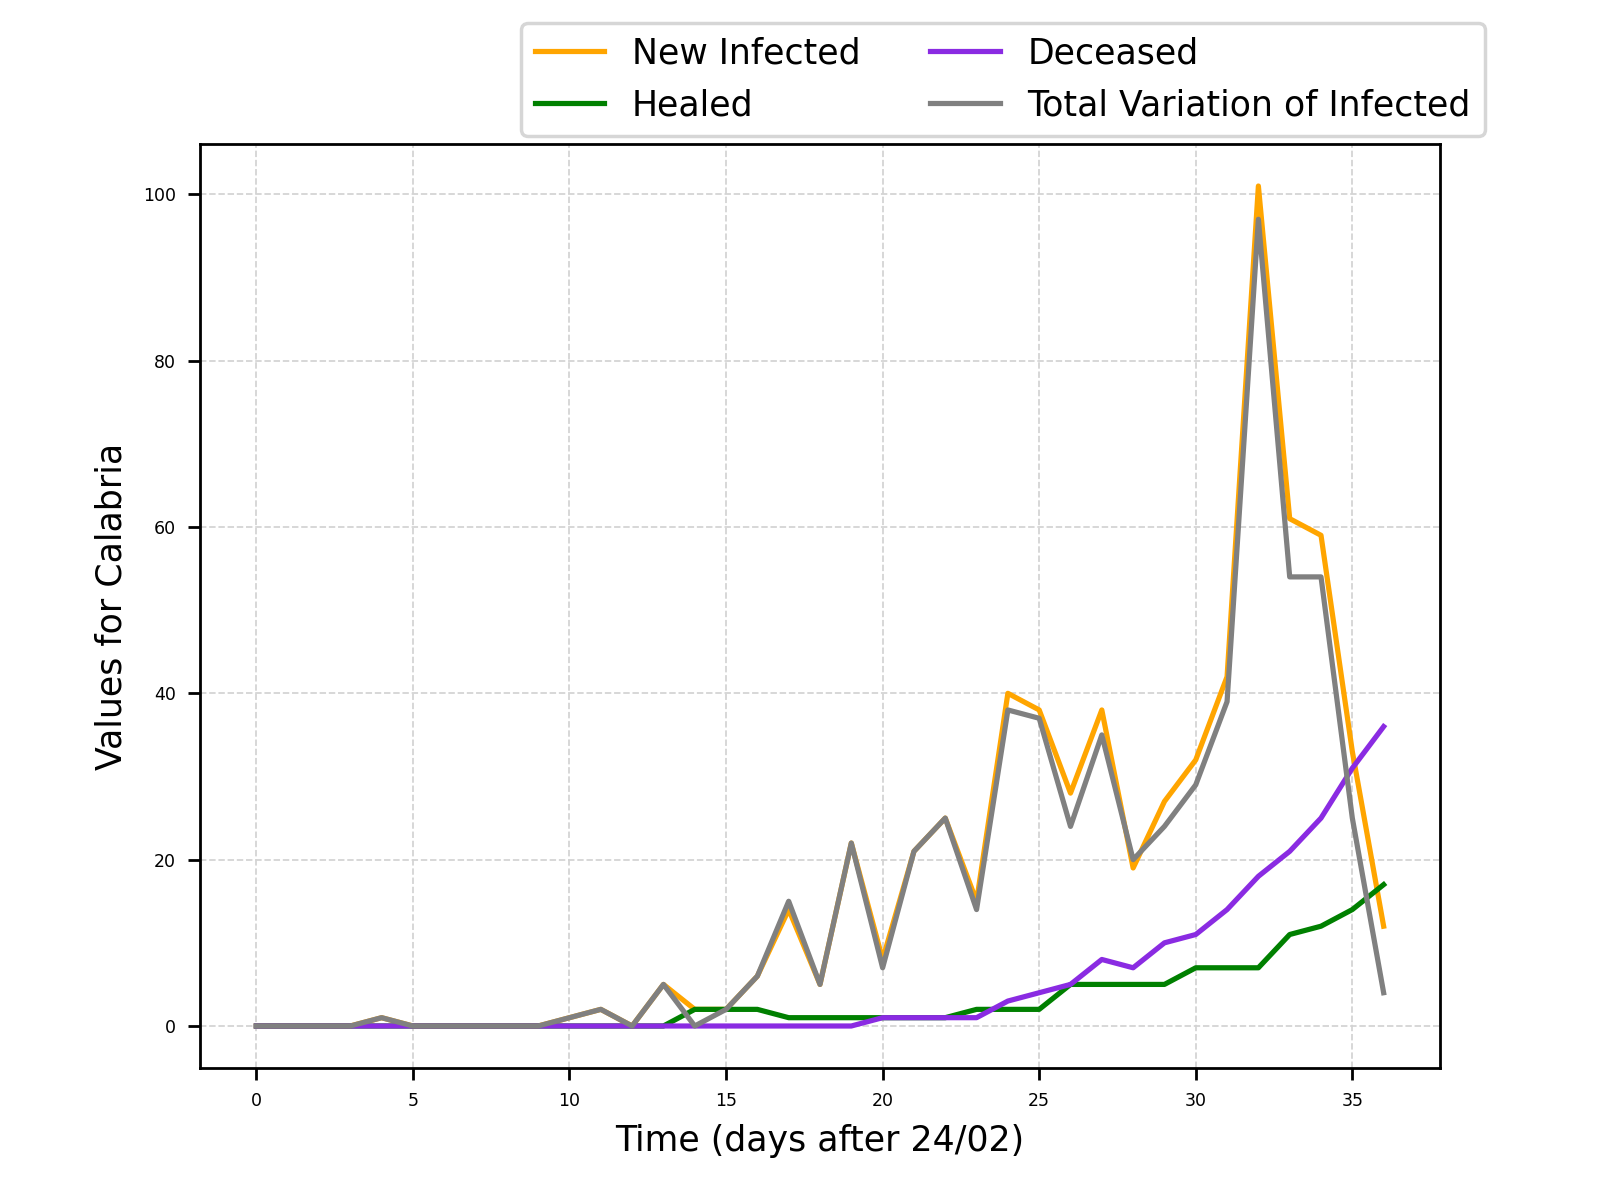 New Infected
Healed
Deceased
Total Variation of Infected
Values for Calabria
100
80
60
40
20
0
0 5 10 15 20 25 30 35
Time (days after 24/02)